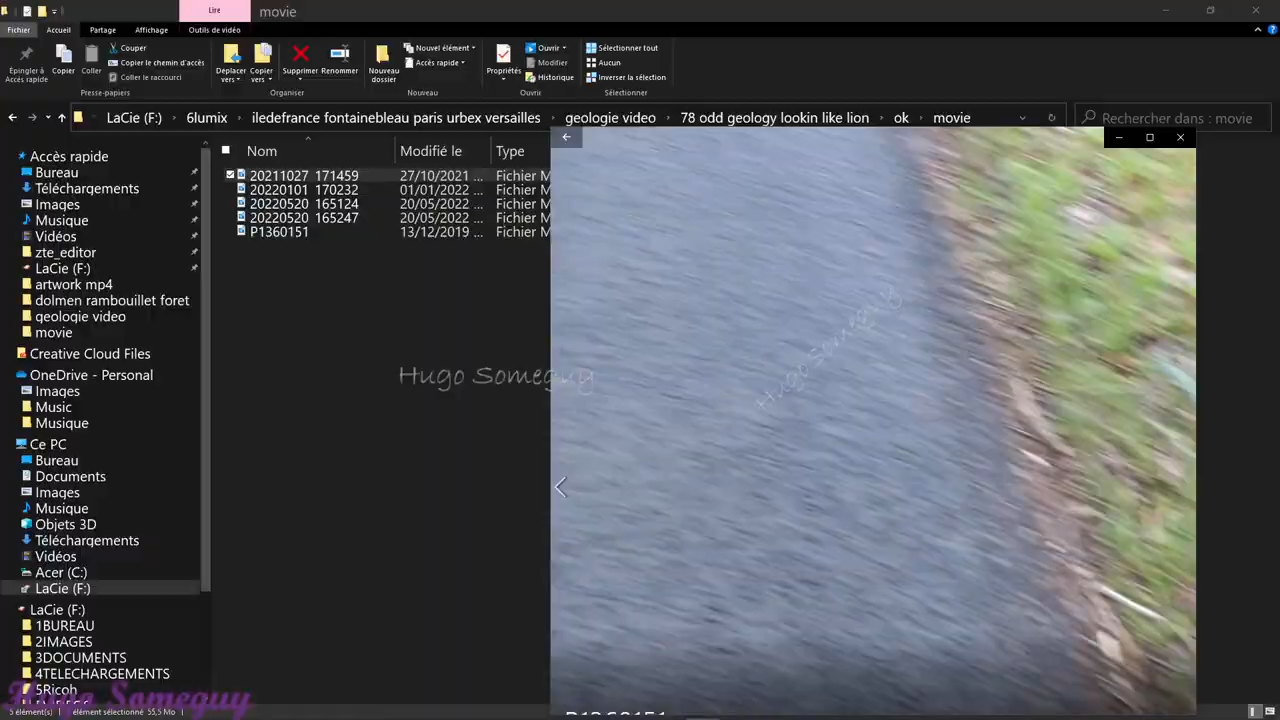 Lire
movie
Fichier
Accueil
Partage
Affichage
Outils de vidéo
Épingler à
Accès rapide
Copier
Coller
Couper
Copier le chemin d'accès
Coller le raccourci
Déplacer
vers
Copier
vers
Supprimer
Renommer
Nouveau
dossier
Nouvel élément
Accès rapide
Propriétés
Ouvrir
Modifier
Historique
Sélectionner tout
Aucun
Inverser la sélection
Presse-papiers
Organiser
Nouveau
Ouvrir
Sélectionner
LaCie (F:) > 6lumix > iledefrance fontainebleau paris urbex versailles > geologie video > 78 odd geology lookin like lion > ok > movie
Rechercher dans : movie
Nom
Modifié le
Type
20211027_171459 27/10/2021 ... Fichier M
20220101_170232 01/01/2022 ... Fichier M
20220520_165124 20/05/2022 ... Fichier M
20220520_165247 20/05/2022 ... Fichier M
P1360151 13/12/2019 ... Fichier M
Accès rapide
Bureau
Téléchargements
Images
Musique
Vidéos
zte_editor
LaCie (F:)
artwork mp4
dolmen rambouillet foret
geologie video
movie
Creative Cloud Files
OneDrive - Personal
Images
Music
Musique
Ce PC
Bureau
Documents
Images
Musique
Objets 3D
Téléchargements
Vidéos
Acer (C:)
LaCie (F:)
LaCie (F:)
1BUREAU
2IMAGES
3DOCUMENTS
4TELECHARGEMENTS
5Ricoh
Hugo Someguy
HugoSomeguy
Hugo Someguy
5 élément(s)
élément sélectionné 55,5 Mo
P1360151